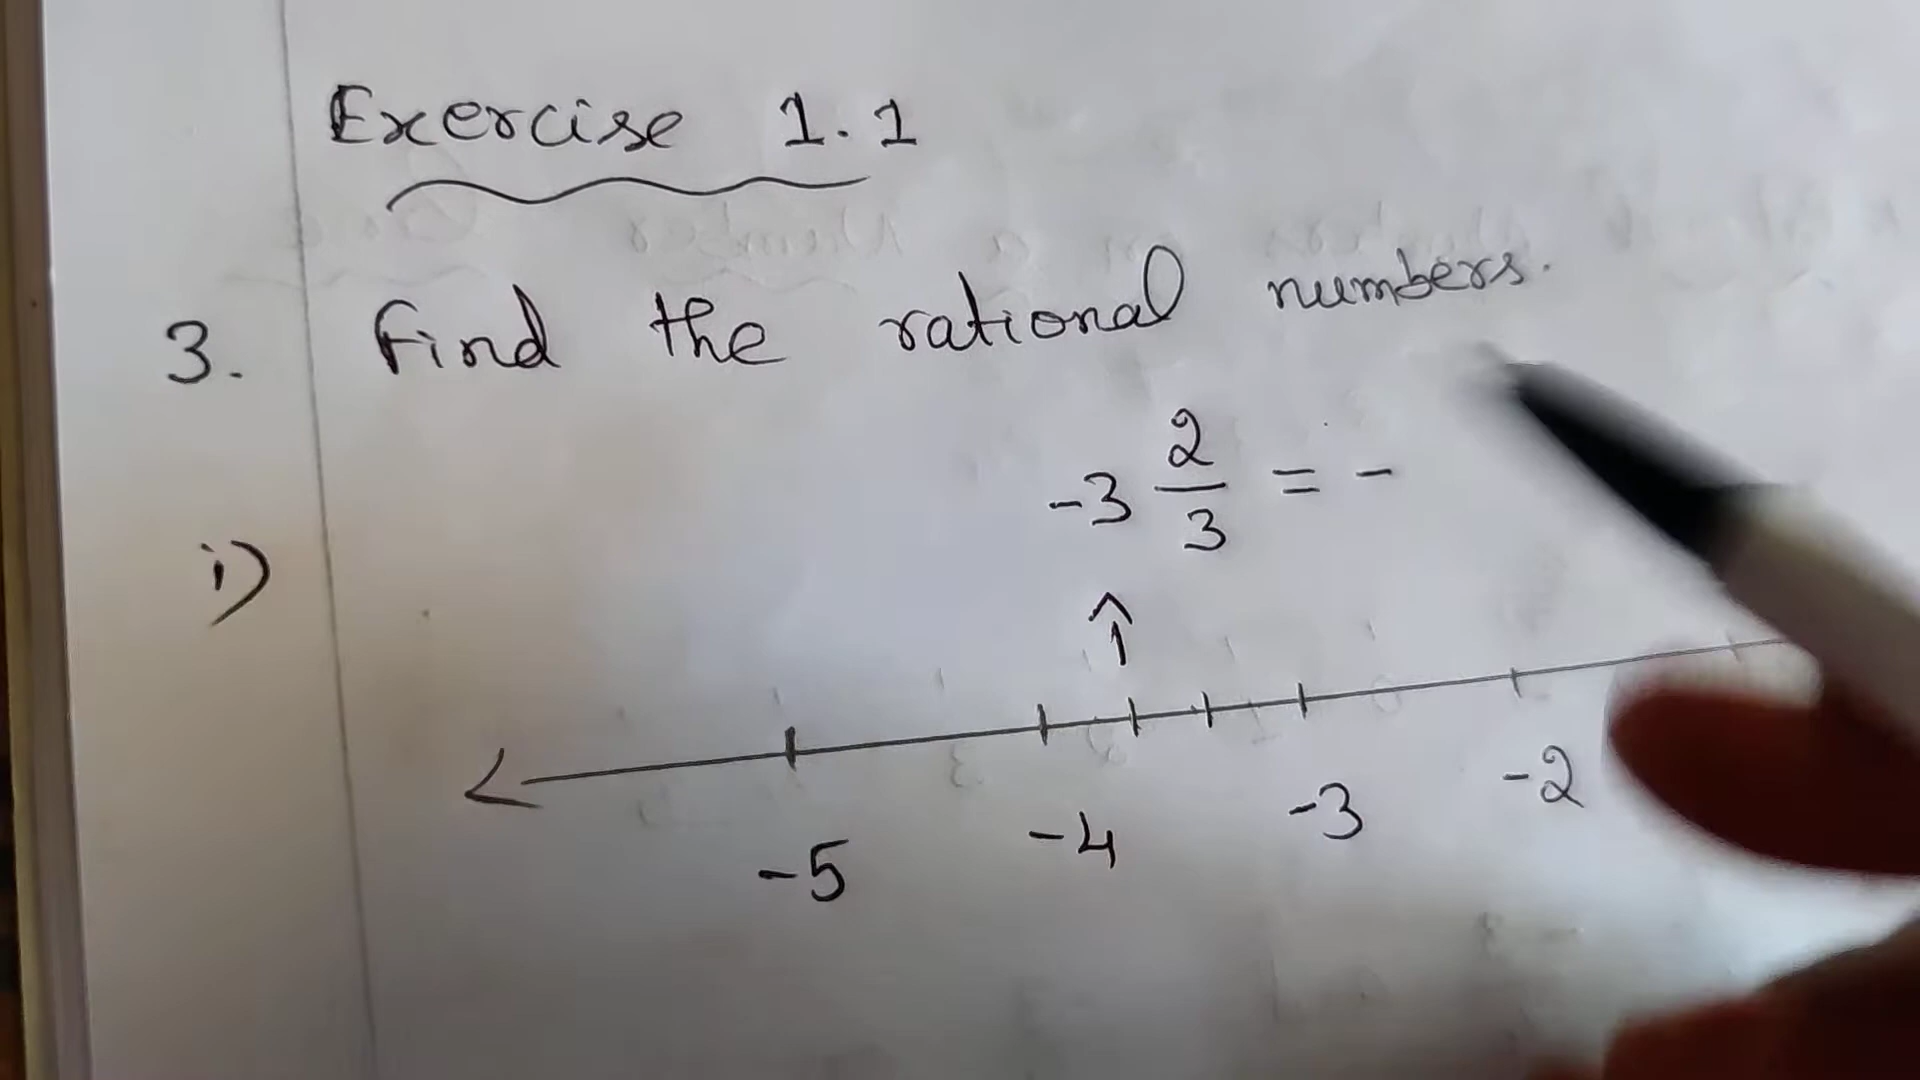 Exercise 1.1
3. Find the rational numbers.
i) -3 2/3 = -
-5 -4 -3 -2